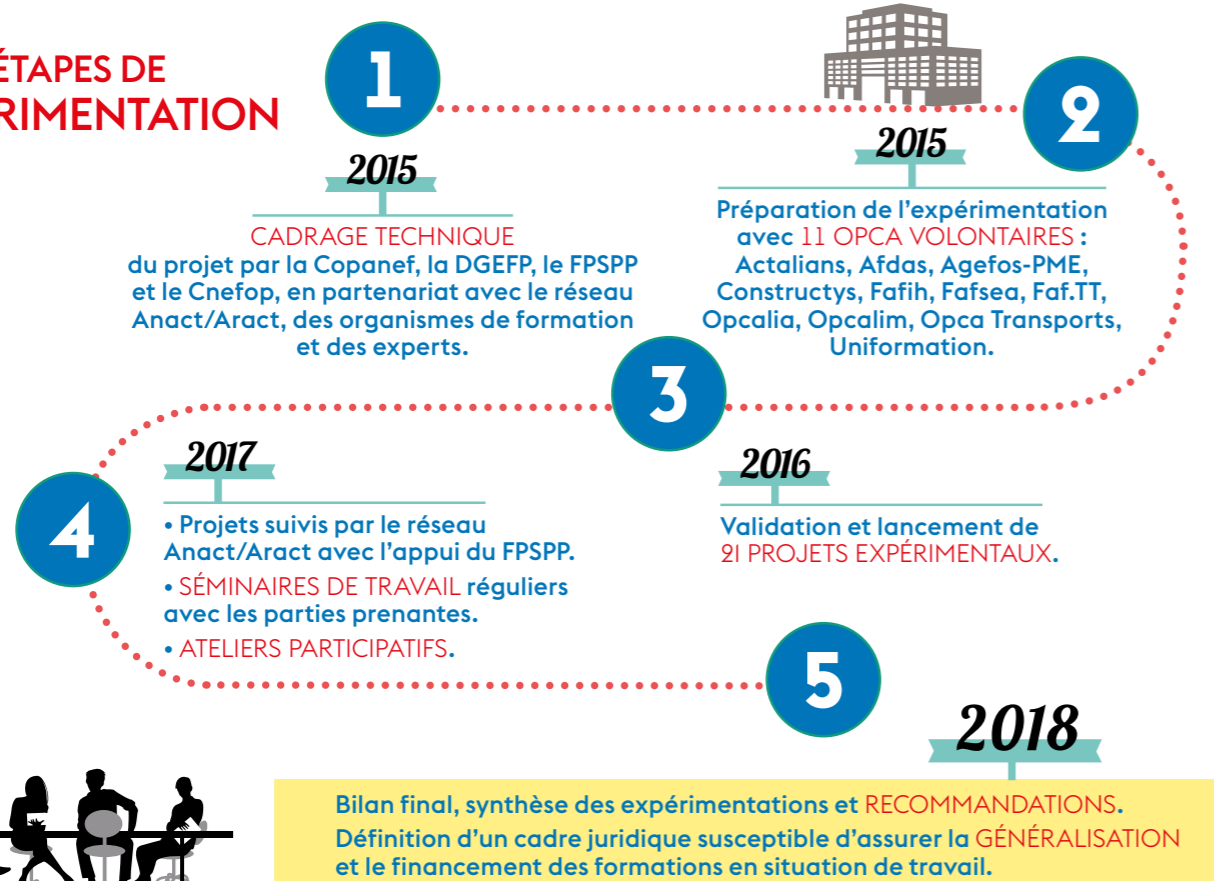 ÉTAPES DE
RIMENTATION
1
2015
CADRAGE TECHNIQUE
du projet par la Copanef, la DGEFP, le FPSPP
et le Cnefop, en partenariat avec le réseau
Anact/Aract, des organismes de formation
et des experts.
2
2015
Préparation de l'expérimentation
avec 11 OPCA VOLONTAIRES :
Actalians, Afdas, Agefos-PME,
Constructys, Fafih, Fafsea, Faf.TT,
Opcalia, Opcalim, Opca Transports,
Uniformation.
3
2016
Validation et lancement de
21 PROJETS EXPÉRIMENTAUX.
4
2017
• Projets suivis par le réseau
Anact/Aract avec l'appui du FPSPP.
• SÉMINAIRES DE TRAVAIL réguliers
avec les parties prenantes.
• ATELIERS PARTICIPATIFS.
5
2018
Bilan final, synthèse des expérimentations et RECOMMANDATIONS.
Définition d'un cadre juridique susceptible d'assurer la GÉNÉRALISATION
et le financement des formations en situation de travail.